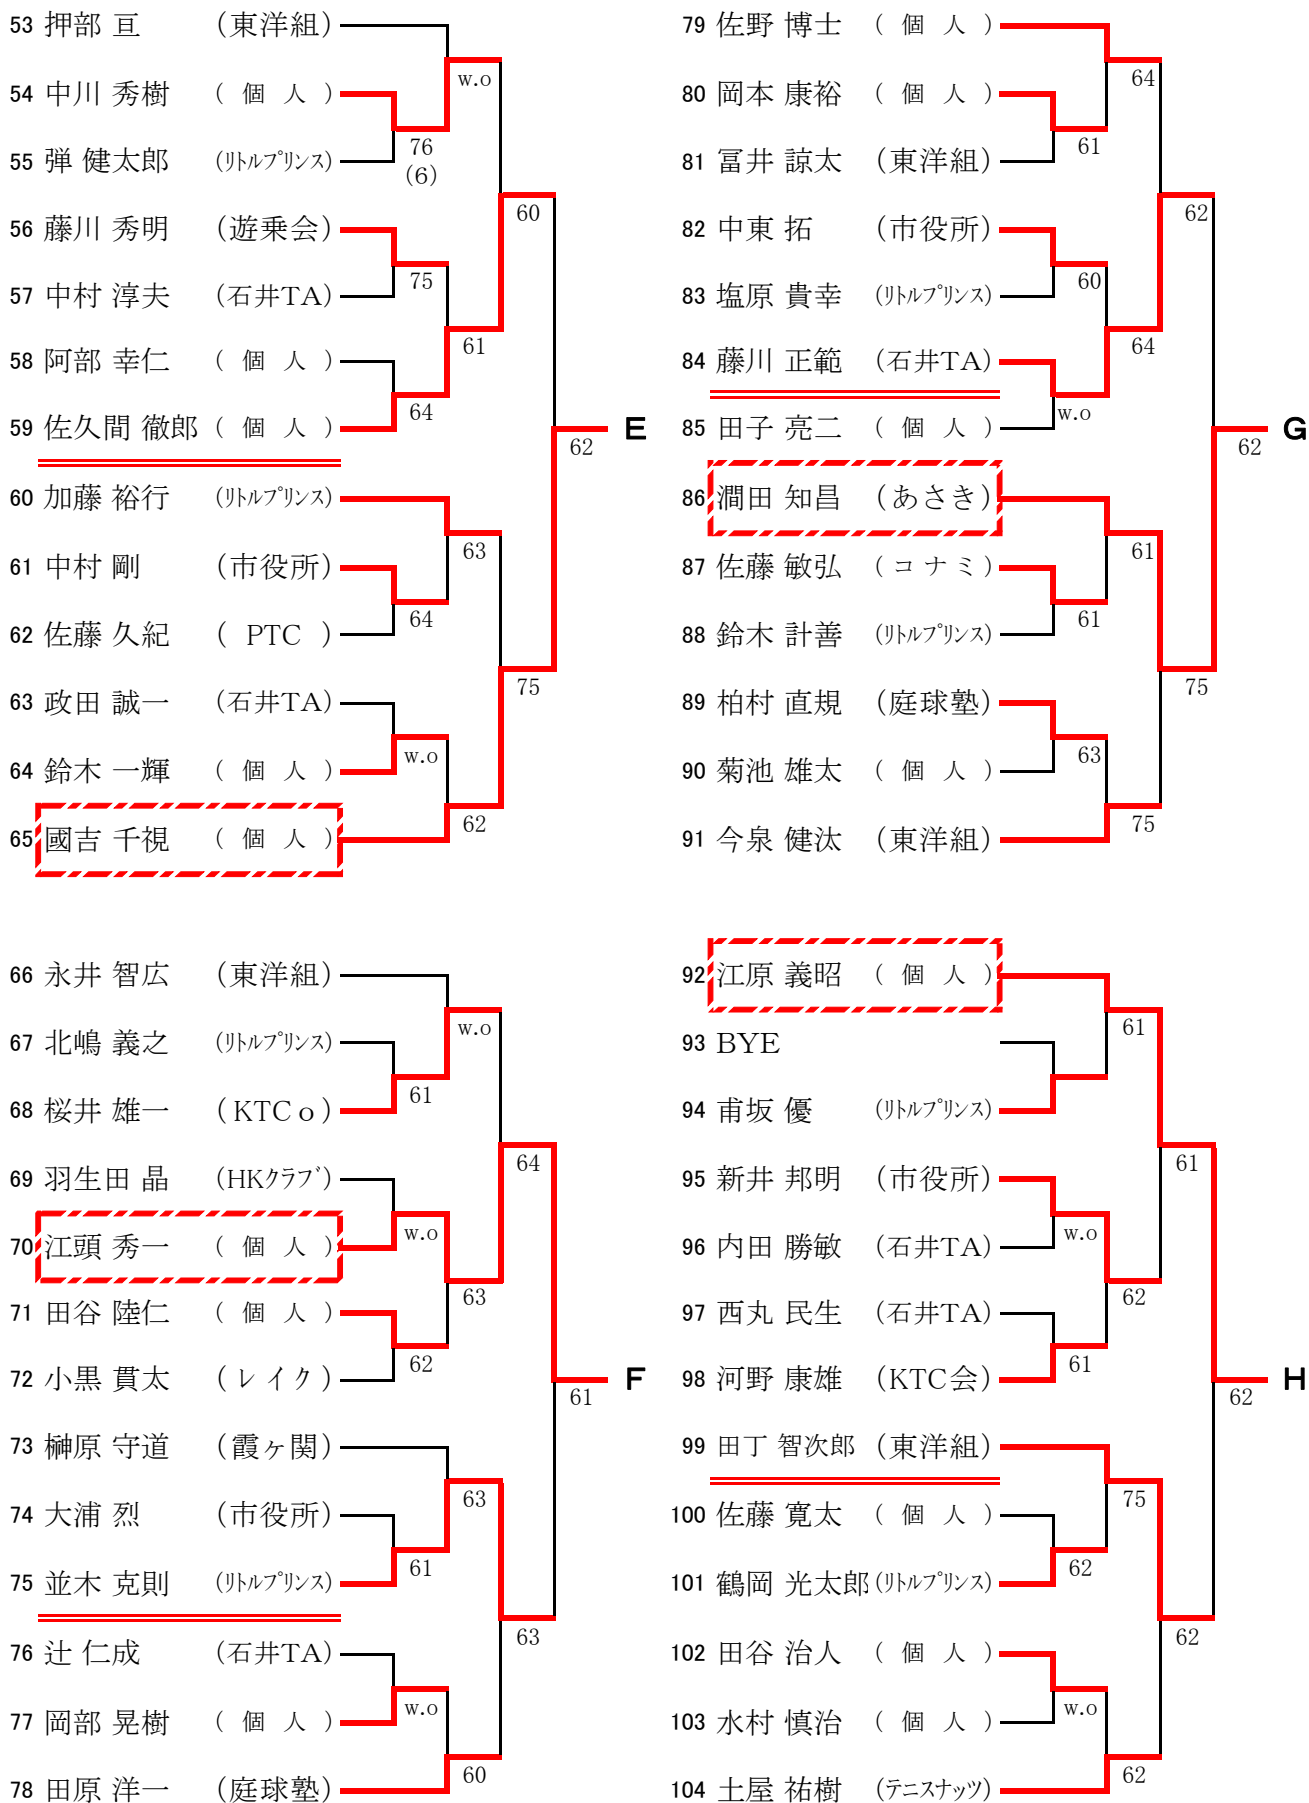 53 押部 亘 (東洋組)
w.o
54 中川 秀樹 ( 個 人 )
76
(6)
55 弾 健太郎 (リトルプリンス)
60
56 藤川 秀明 (遊乗会)
75
57 中村 淳夫 (石井TA)
61
58 阿部 幸仁 ( 個 人 )
64
59 佐久間 徹郎 ( 個 人 )
62 E
60 加藤 裕行 (リトルプリンス)
63
61 中村 剛 (市役所)
64
62 佐藤 久紀 ( PTC )
75
63 政田 誠一 (石井TA)
w.o
64 鈴木 一輝 ( 個 人 )
62
65 國吉 千視 ( 個 人 )
66 永井 智広 (東洋組)
w.o
67 北嶋 義之 (リトルプリンス)
61
68 桜井 雄一 (KTCo)
64
69 羽生田 晶 (HKクラブ)
w.o
70 江頭 秀一 ( 個 人 )
63
71 田谷 陸仁 ( 個 人 )
62
72 小黒 貫太 (レイク)
61 F
73 榊原 守道 (霞ヶ関)
63
74 大浦 烈 (市役所)
61
75 並木 克則 (リトルプリンス)
63
76 辻 仁成 (石井TA)
w.o
77 岡部 晃樹 ( 個 人 )
60
78 田原 洋一 (庭球塾)
79 佐野 博士 ( 個 人 )
64
80 岡本 康裕 ( 個 人 )
61
81 冨井 諒太 (東洋組)
62
82 中東 拓 (市役所)
60
83 塩原 貴幸 (リトルプリンス)
64
84 藤川 正範 (石井TA)
w.o
85 田子 亮二 ( 個 人 )
62 G
86 澗田 知昌 (あさき)
61
87 佐藤 敏弘 (コナミ)
61
88 鈴木 計善 (リトルプリンス)
75
89 柏村 直規 (庭球塾)
63
90 菊池 雄太 ( 個 人 )
75
91 今泉 健汰 (東洋組)
92 江原 義昭 ( 個 人 )
61
93 BYE
94 甫坂 優 (リトルプリンス)
61
95 新井 邦明 (市役所)
w.o
96 内田 勝敏 (石井TA)
62
97 西丸 民生 (石井TA)
61
98 河野 康雄 (KTC会)
62 H
99 田丁 智次郎 (東洋組)
75
100 佐藤 寛太 ( 個 人 )
62
101 鶴岡 光太郎 (リトルプリンス)
62
102 田谷 治人 ( 個 人 )
w.o
103 水村 慎治 ( 個 人 )
62
104 土屋 祐樹 (テニスナッツ)